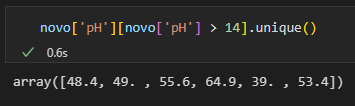 novo['pH'][novo['pH'] > 14].unique()
✓ 0.6s
array([48.4, 49. , 55.6, 64.9, 39. , 53.4])